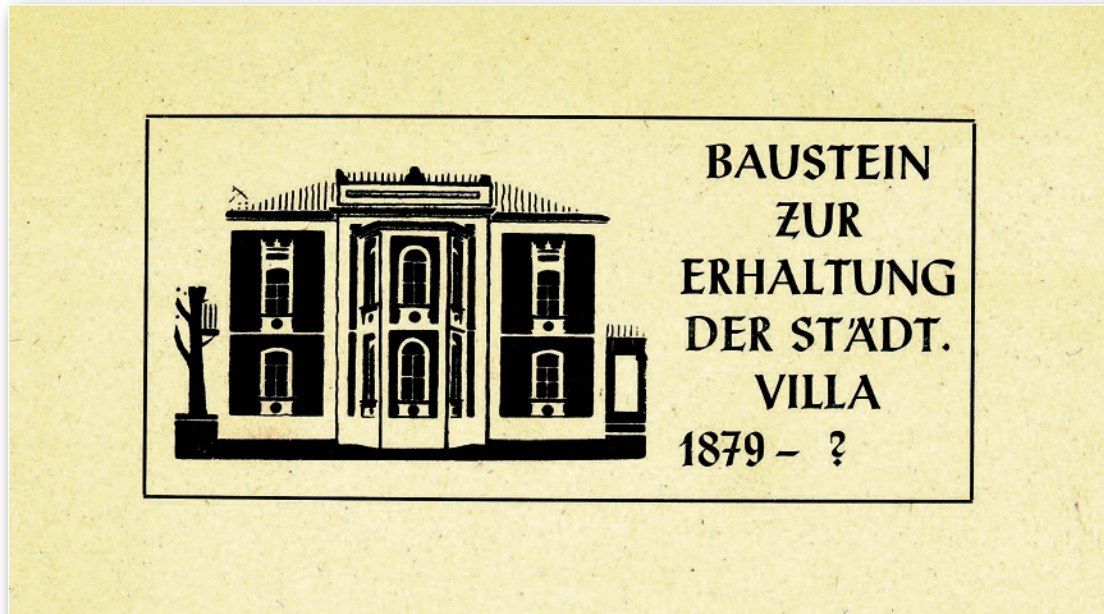 BAUSTEIN
ZUR
ERHALTUNG
DER STÄDT.
VILLA
1879 – ?